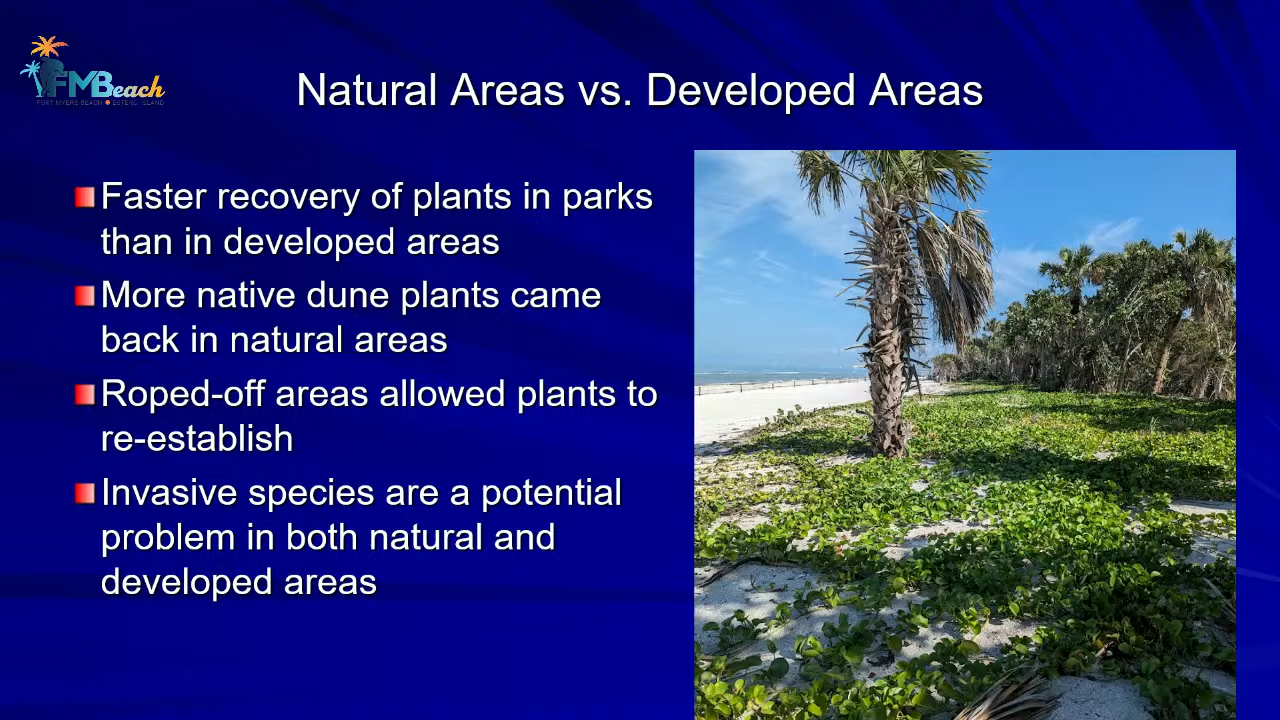 FMBeach
FORT MYERS BEACH ESTERO ISLAND
Natural Areas vs. Developed Areas
Faster recovery of plants in parks
than in developed areas
More native dune plants came
back in natural areas
Roped-off areas allowed plants to
re-establish
Invasive species are a potential
problem in both natural and
developed areas